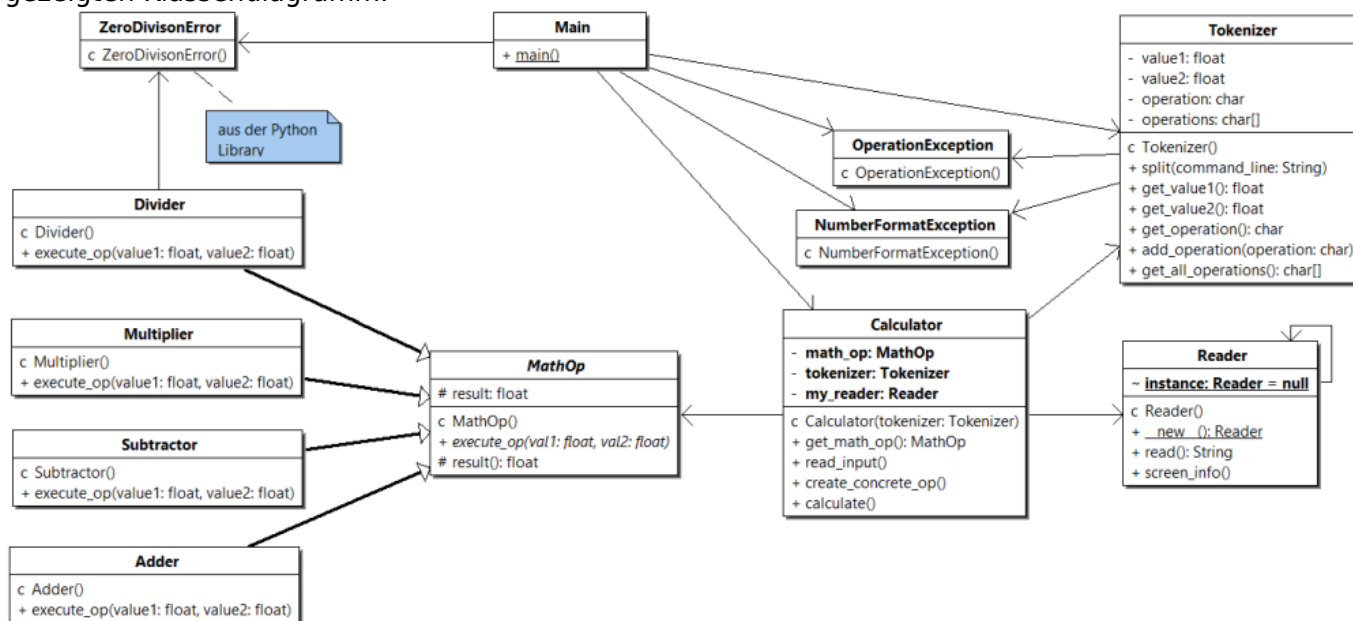 gezeigten Klassendiagramm.
ZeroDivisonError
c ZeroDivisonError()
aus der Python
Library
Main
+ main()
Tokenizer
- value1: float
- value2: float
- operation: char
- operations: char[]
c Tokenizer()
+ split(command_line: String)
+ get_value1(): float
+ get_value2(): float
+ get_operation(): char
+ add_operation(operation: char)
+ get_all_operations(): char[]
OperationException
c OperationException()
NumberFormatException
c NumberFormatException()
Divider
c Divider()
+ execute_op(value1: float, value2: float)
Multiplier
c Multiplier()
+ execute_op(value1: float, value2: float)
Subtractor
c Subtractor()
+ execute_op(value1: float, value2: float)
Adder
c Adder()
+ execute_op(value1: float, value2: float)
MathOp
# result: float
c MathOp()
+ execute_op(val1: float, val2: float)
# result(): float
Calculator
- math_op: MathOp
- tokenizer: Tokenizer
- my_reader: Reader
c Calculator(tokenizer: Tokenizer)
+ get_math_op(): MathOp
+ read_input()
+ create_concrete_op()
+ calculate()
Reader
~ instance: Reader = null
c Reader()
+ __new__(): Reader
+ read(): String
+ screen_info()